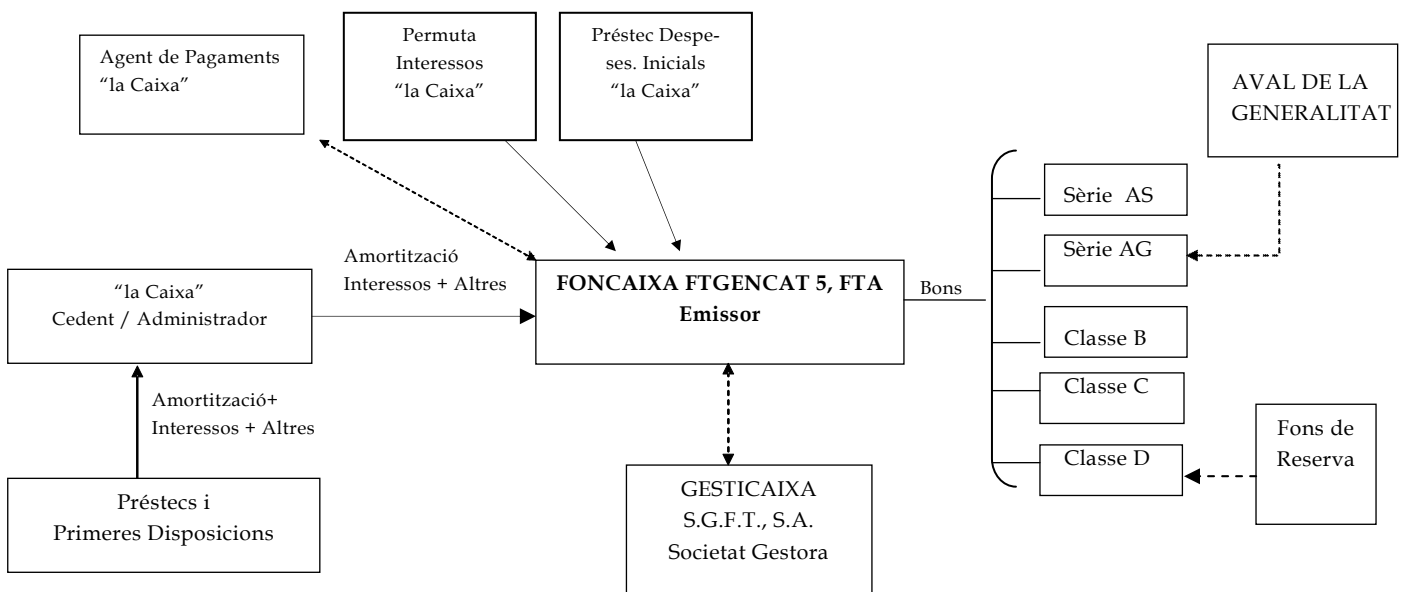 Agent de Pagaments
“la Caixa”
Permuta
Interessos
“la Caixa”
Préstec Despe-
ses. Inicials
“la Caixa”
AVAL DE LA
GENERALITAT
Sèrie AS
Sèrie AG
Classe B
Classe C
Classe D
Bons
Fons de
Reserva
Amortització
Interessos + Altres
“la Caixa”
Cedent / Administrador
FONCAIXA FTGENCAT 5, FTA
Emissor
Amortització+
Interessos + Altres
Préstecs i
Primeres Disposicions
GESTICAIXA
S.G.F.T., S.A.
Societat Gestora